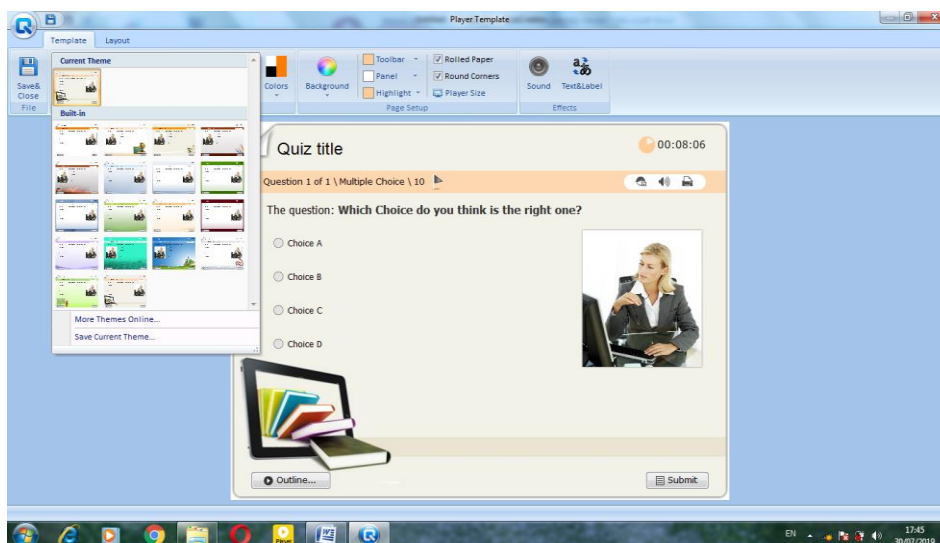 Player Template
Template Layout
Save&
Close
File
Current Theme
Built-in
More Themes Online...
Save Current Theme...
Colors
Background
Toolbar
Panel
Highlight
Rolled Paper
Round Corners
Player Size
Page Setup
Sound
Text&Label
Effects
Quiz title
00:08:06
Question 1 of 1 \ Multiple Choice \ 10
The question: Which Choice do you think is the right one?
Choice A
Choice B
Choice C
Choice D
Outline...
Submit
Player
EN
17:45
30/07/2019